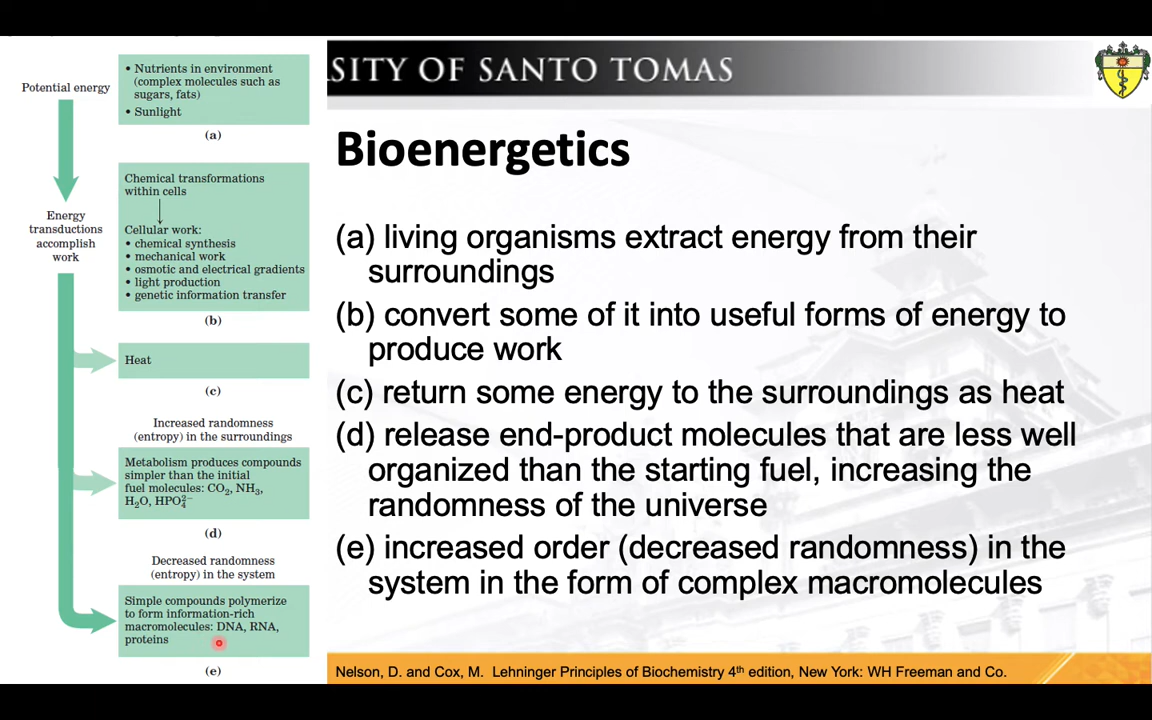 SITY OF SANTO TOMAS
Potential energy
• Nutrients in environment
(complex molecules such as
sugars, fats)
• Sunlight
(a)
Energy
transductions
accomplish
work
Chemical transformations
within cells
Cellular work:
• chemical synthesis
• mechanical work
• osmotic and electrical gradients
• light production
• genetic information transfer
(b)
Heat
(c)
Increased randomness
(entropy) in the surroundings
Metabolism produces compounds
simpler than the initial
fuel molecules: CO₂, NH₃,
H₂O, HPO₄²⁻
(d)
Decreased randomness
(entropy) in the system
Simple compounds polymerize
to form information-rich
macromolecules: DNA, RNA,
proteins
(e)
Bioenergetics
(a) living organisms extract energy from their
surroundings
(b) convert some of it into useful forms of energy to
produce work
(c) return some energy to the surroundings as heat
(d) release end-product molecules that are less well
organized than the starting fuel, increasing the
randomness of the universe
(e) increased order (decreased randomness) in the
system in the form of complex macromolecules
Nelson, D. and Cox, M. Lehninger Principles of Biochemistry 4th edition, New York: WH Freeman and Co.